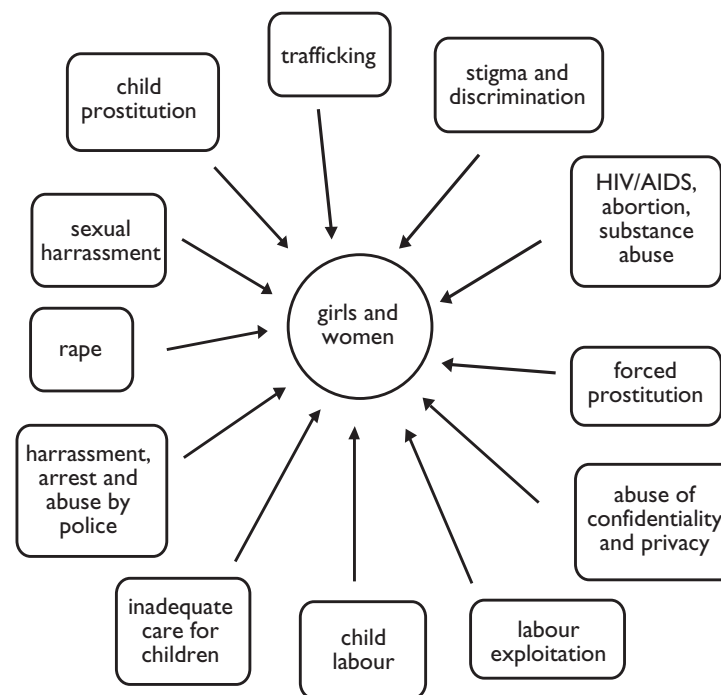 trafficking
stigma and
discrimination
child
prostitution
HIV/AIDS,
abortion,
substance
abuse
sexual
harrassment
girls and
women
rape
forced
prostitution
harrassment,
arrest and
abuse by
police
abuse of
confidentiality
and privacy
inadequate
care for
children
child
labour
labour
exploitation